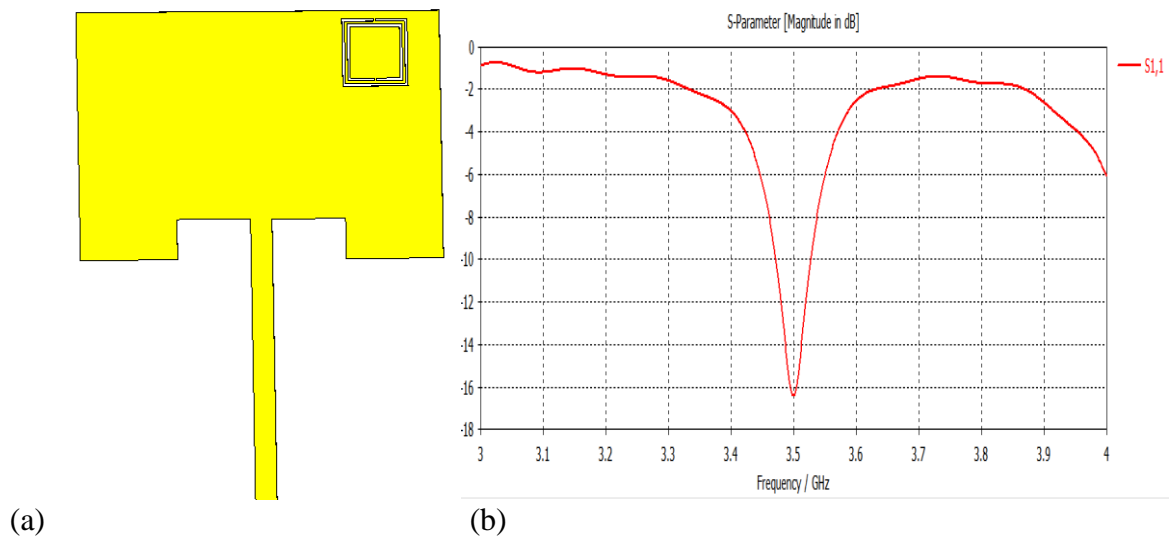 S-Parameter [Magnitude in dB]
S1,1
0
-2
-4
-6
-8
-10
-12
-14
-16
-18
3 3.1 3.2 3.3 3.4 3.5 3.6 3.7 3.8 3.9 4
Frequency / GHz
(a) (b)